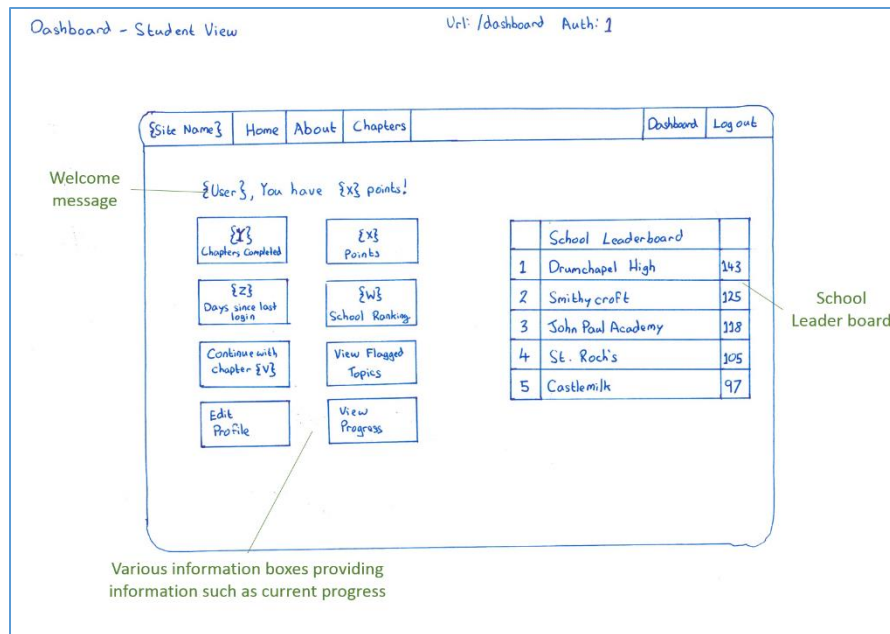 Dashboard - Student View
Url: /dashboard Auth: 1
{Site Name} Home About Chapters Dashboard Log out
Welcome
message
{User}, You have {x} points!
{Y}
Chapters Completed
{x}
Points
{Z}
Days since last
login
{W}
School Ranking
Continue with
chapter {V}
View Flagged
Topics
Edit
Profile
View
Progress
School Leaderboard
1 Drumchapel High 143
2 Smithycroft 125
3 John Paul Academy 118
4 St. Roch's 105
5 Castlemilk 97
School
Leader board
Various information boxes providing
information such as current progress